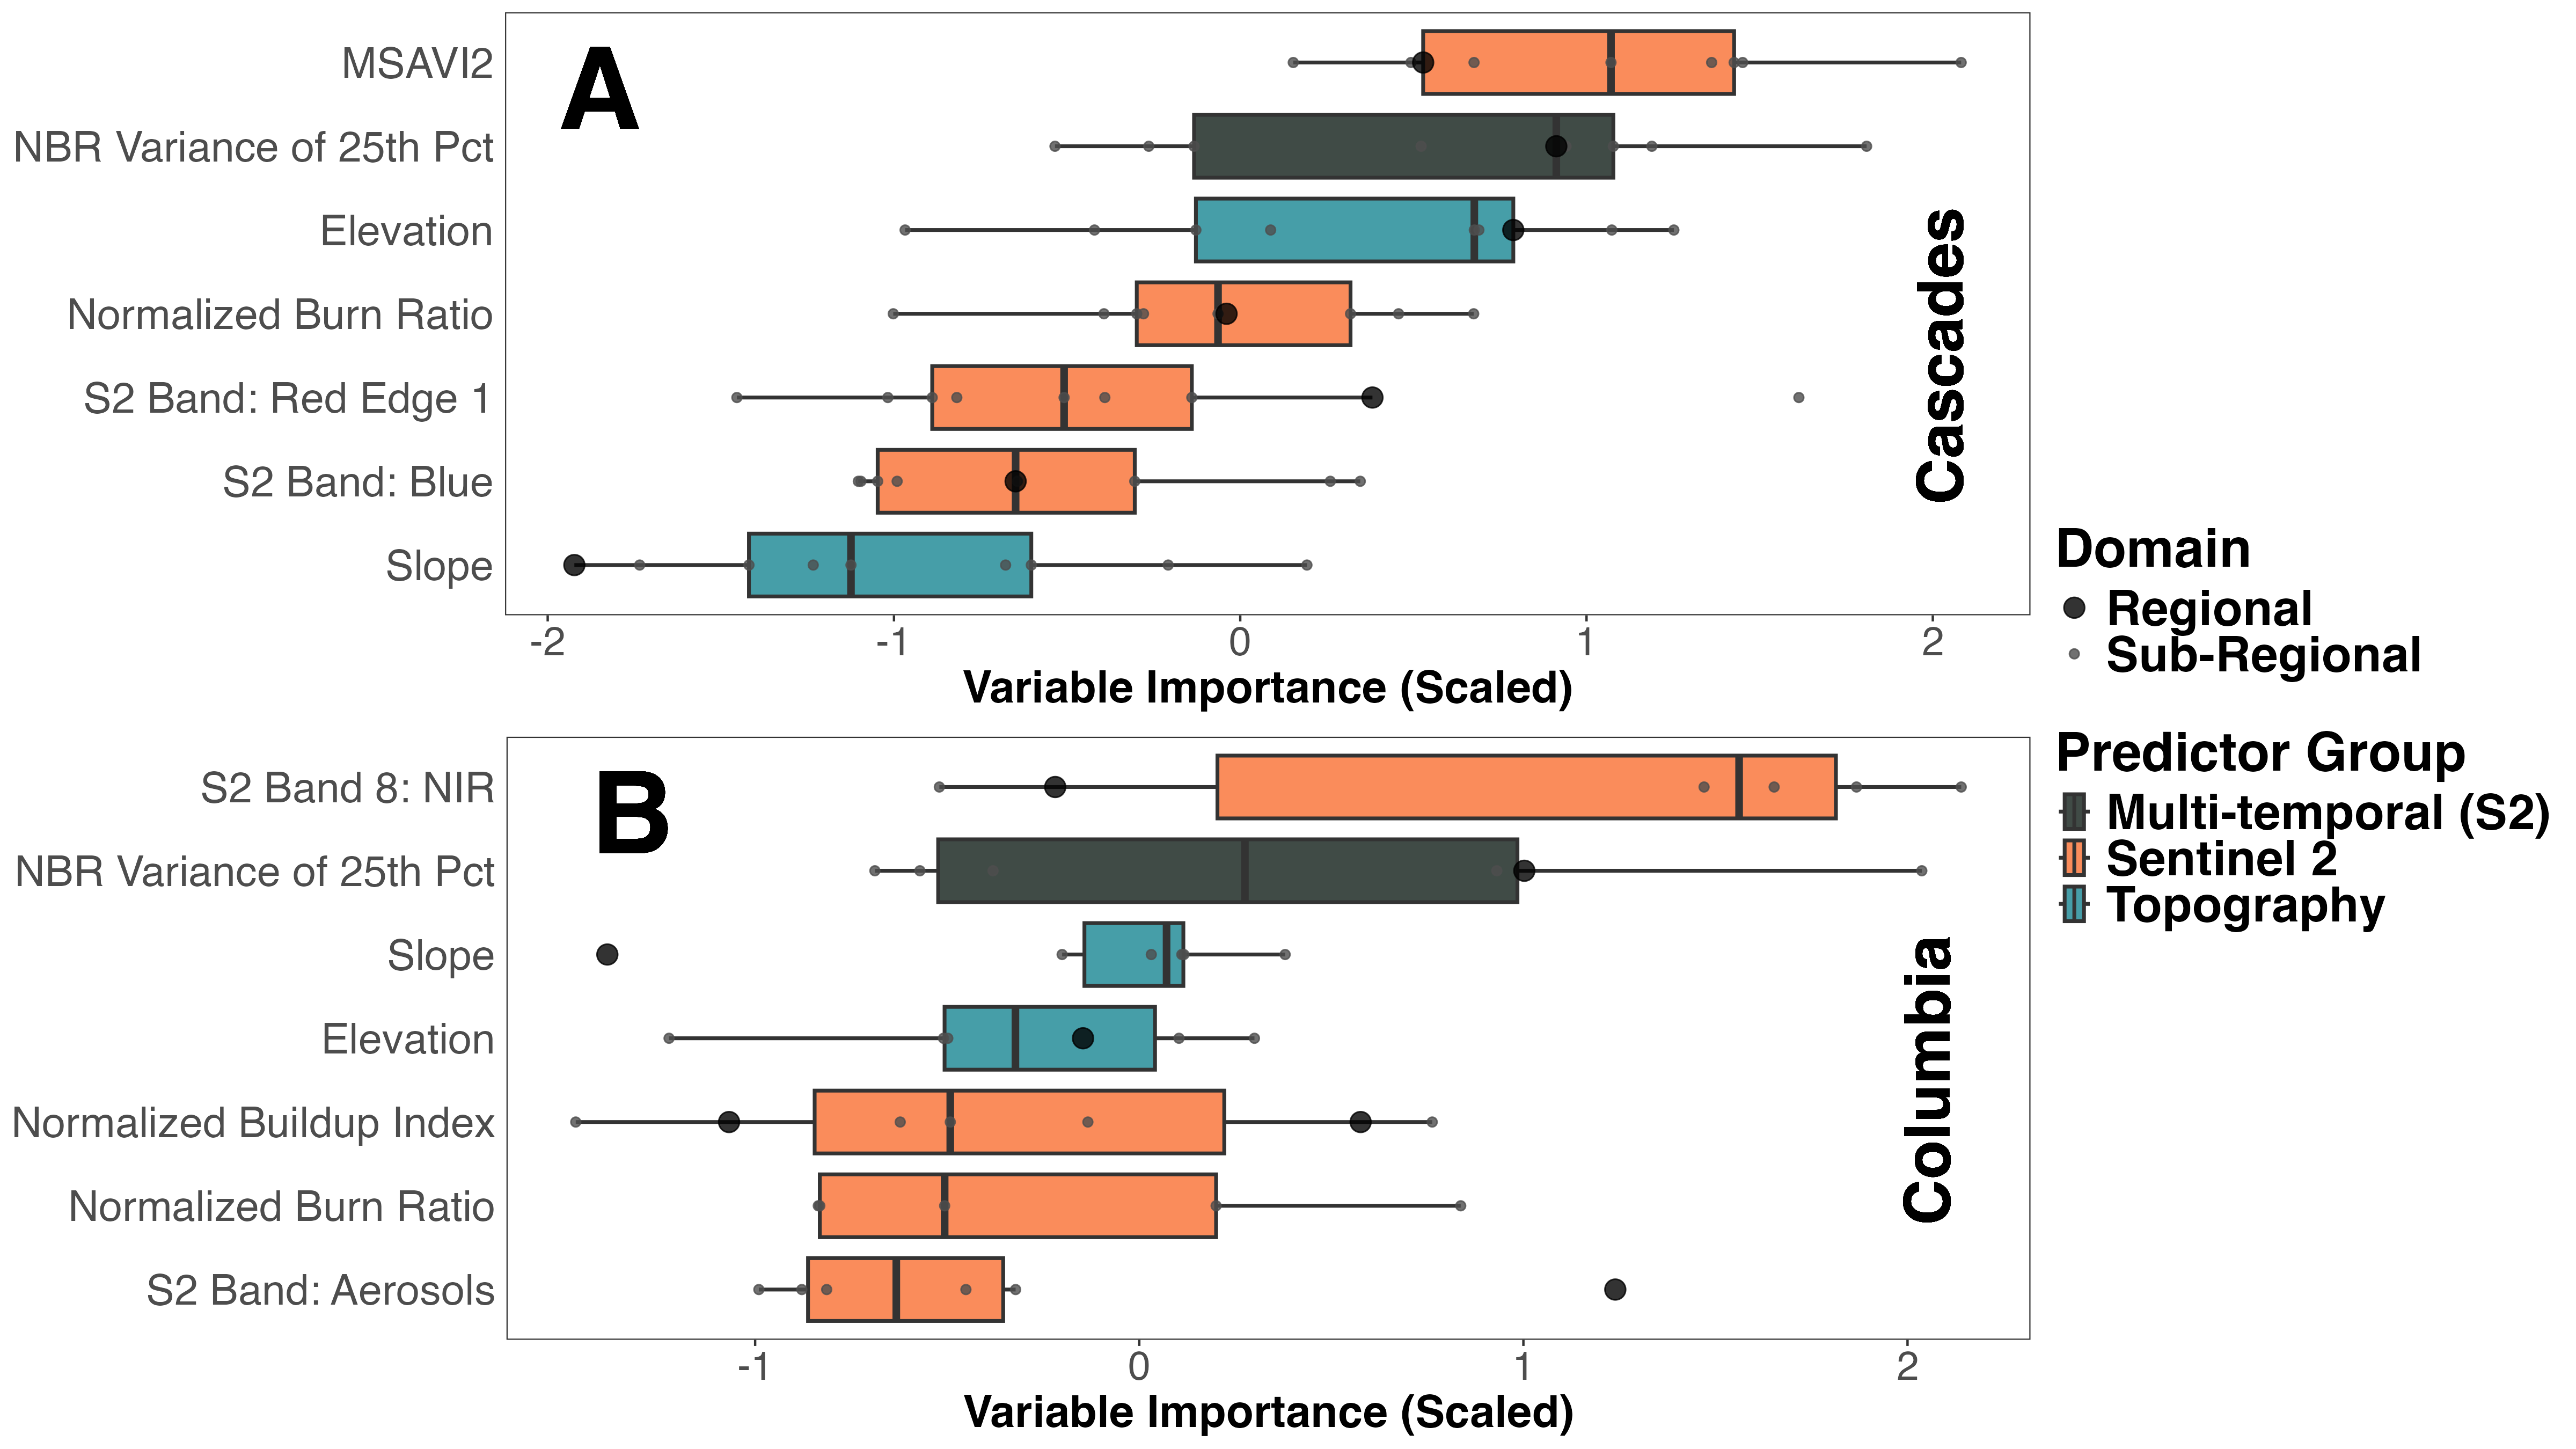 A
MSAVI2
NBR Variance of 25th Pct
Elevation
Normalized Burn Ratio
S2 Band: Red Edge 1
S2 Band: Blue
Slope
Cascades
-2 -1 0 1 2
Variable Importance (Scaled)
B
S2 Band 8: NIR
NBR Variance of 25th Pct
Slope
Elevation
Normalized Buildup Index
Normalized Burn Ratio
S2 Band: Aerosols
Columbia
-1 0 1 2
Variable Importance (Scaled)
Domain
Regional
Sub-Regional
Predictor Group
Multi-temporal (S2)
Sentinel 2
Topography